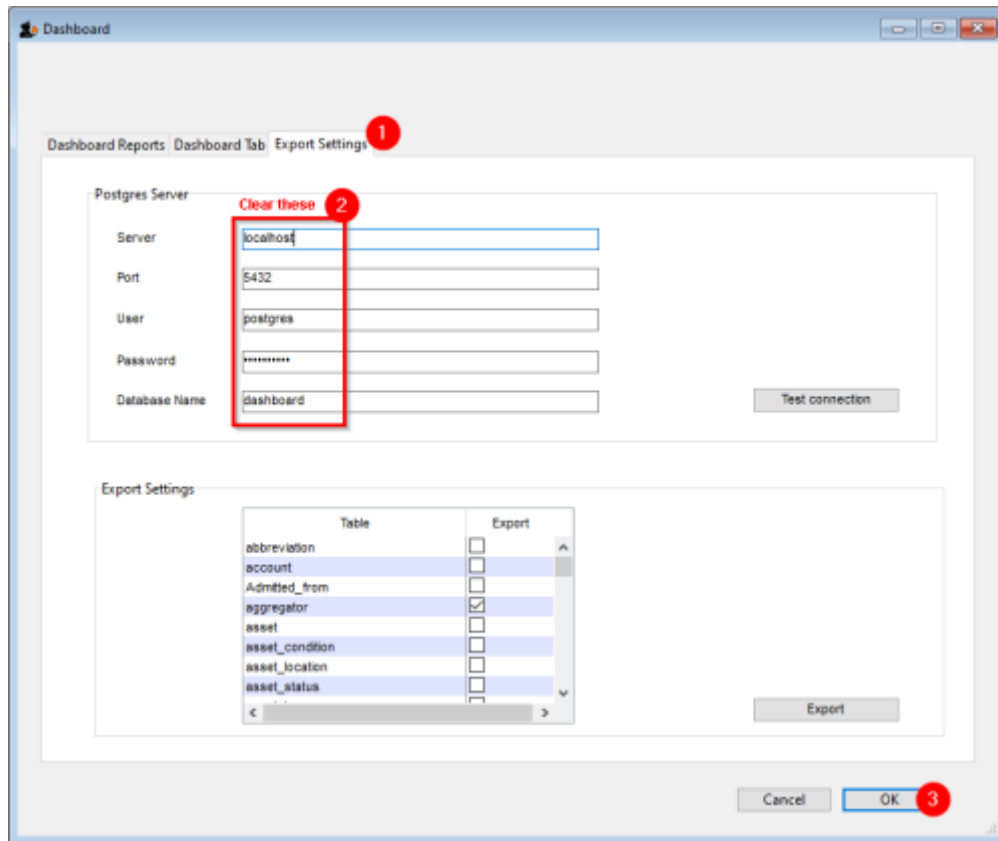 Dashboard
Dashboard Reports Dashboard Tab Export Settings 1
Postgres Server
Clear these 2
Server localhost
Port 5432
User postgres
Password ••••••••••
Database Name dashboard Test connection
Export Settings
Table Export
abbreviation
account
Admitted_from
aggregator
asset
asset_condition
asset_location
asset_status
Export
Cancel OK 3